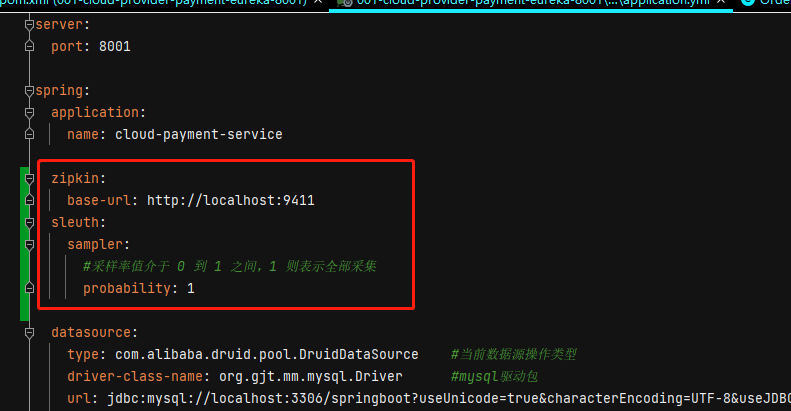 pom.xml (001-cloud-provider-payment-eureka-8001)
001-cloud-provider-payment-eureka-8001\...\application.yml
Orde
server:
port: 8001
spring:
application:
name: cloud-payment-service
zipkin:
base-url: http://localhost:9411
sleuth:
sampler:
#采样率值介于 0 到 1 之间，1 则表示全部采集
probability: 1
datasource:
type: com.alibaba.druid.pool.DruidDataSource #当前数据源操作类型
driver-class-name: org.gjt.mm.mysql.Driver #mysql驱动包
url: jdbc:mysql://localhost:3306/springboot?useUnicode=true&characterEncoding=UTF-8&useJDBC